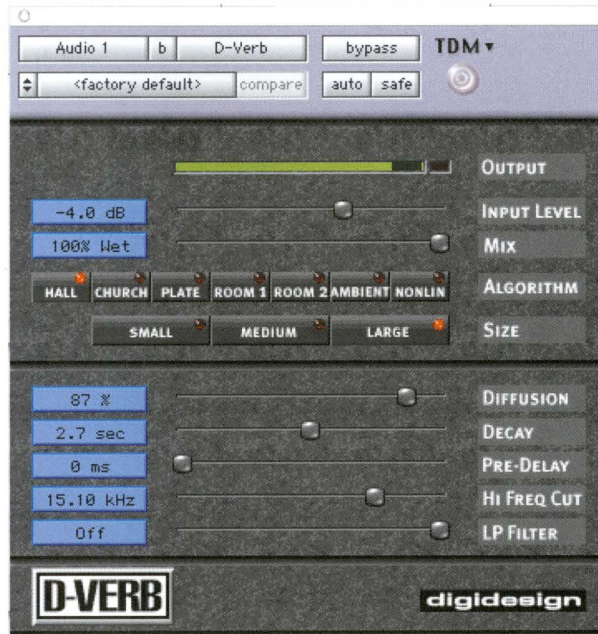 Audio 1 b D-Verb bypass TDM
<factory default> compare auto safe
OUTPUT
-4.0 dB INPUT LEVEL
100% Wet MIX
HALL CHURCH PLATE ROOM 1 ROOM 2 AMBIENT NONLIN ALGORITHM
SMALL MEDIUM LARGE SIZE
87 % DIFFUSION
2.7 sec DECAY
0 ms PRE-DELAY
15.10 kHz HI FREQ CUT
Off LP FILTER
D-VERB digidesign